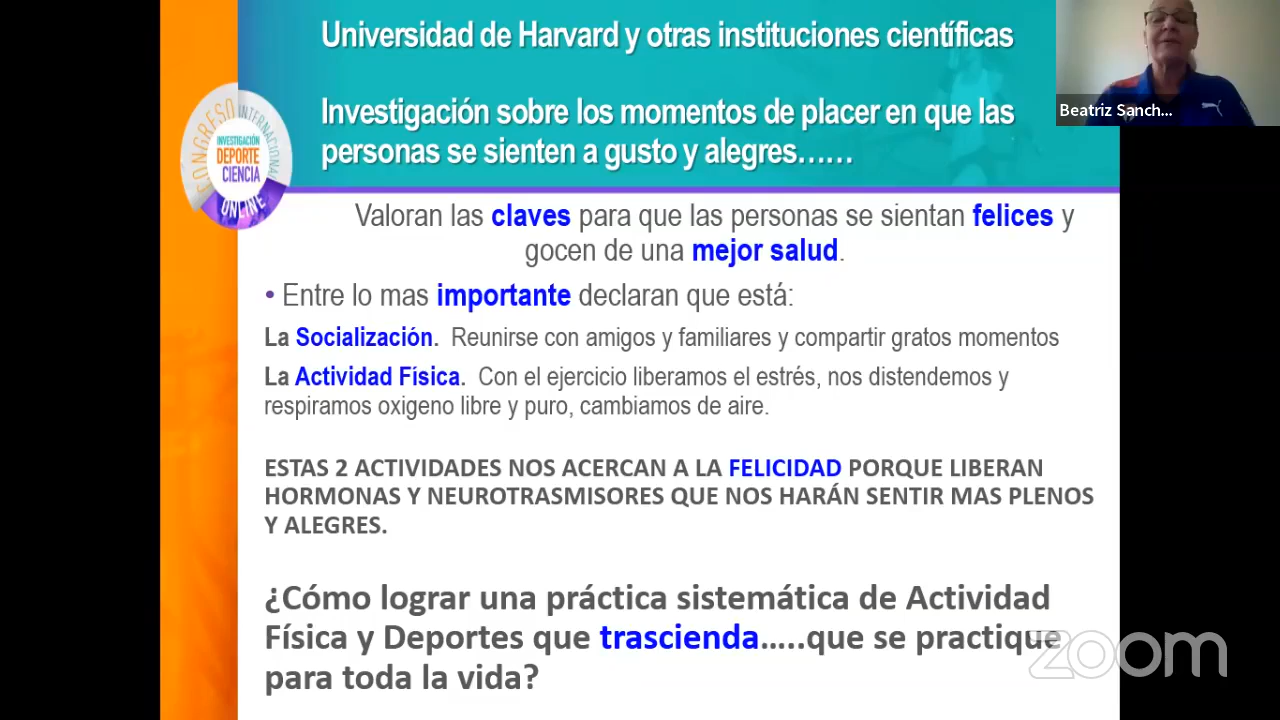 Universidad de Harvard y otras instituciones científicas
Investigación sobre los momentos de placer en que las
personas se sienten a gusto y alegres……
Beatriz Sanch...
CONGRESO INTERNACIONAL
INVESTIGACIÓN
DEPORTE
CIENCIA
ONLINE
Valoran las claves para que las personas se sientan felices y
gocen de una mejor salud.
• Entre lo mas importante declaran que está:
La Socialización. Reunirse con amigos y familiares y compartir gratos momentos
La Actividad Física. Con el ejercicio liberamos el estrés, nos distendemos y
respiramos oxigeno libre y puro, cambiamos de aire.
ESTAS 2 ACTIVIDADES NOS ACERCAN A LA FELICIDAD PORQUE LIBERAN
HORMONAS Y NEUROTRASMISORES QUE NOS HARÁN SENTIR MAS PLENOS
Y ALEGRES.
¿Cómo lograr una práctica sistemática de Actividad
Física y Deportes que trascienda…..que se practique
para toda la vida?
zoom